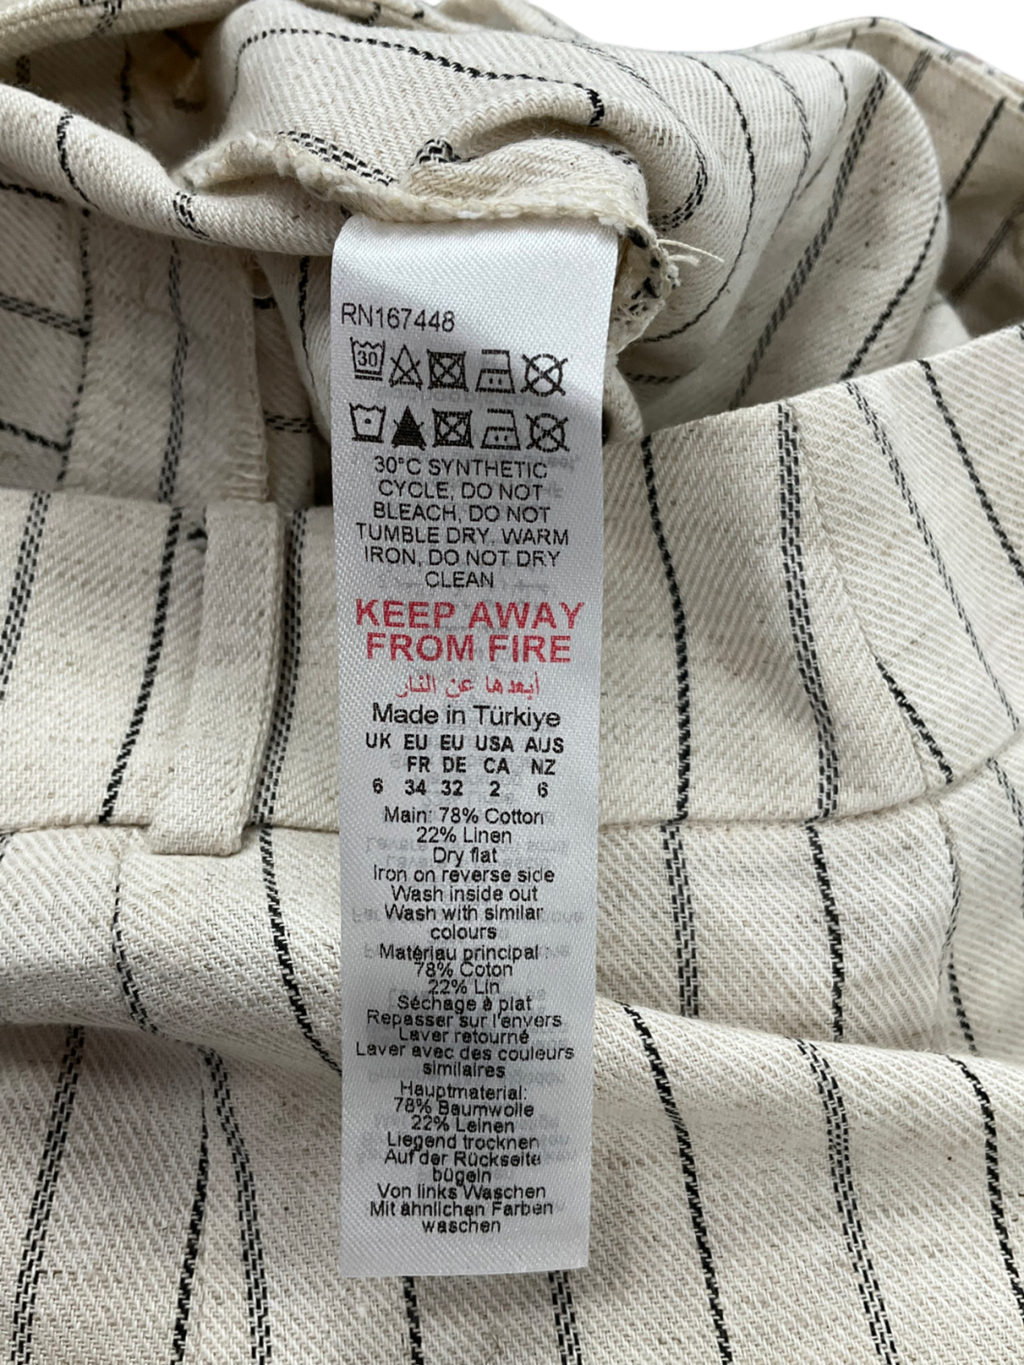 RN167448
30
30°C SYNTHETIC
CYCLE, DO NOT
BLEACH, DO NOT
TUMBLE DRY, WARM
IRON, DO NOT DRY
CLEAN
KEEP AWAY
FROM FIRE
أبعدها عن النار
Made in Türkiye
UK EU EU USA AUS
FR DE CA NZ
6 34 32 2 6
Main: 78% Cotton
22% Linen
Dry flat
Iron on reverse side
Wash inside out
Wash with similar
colours
Matériau principal :
78% Coton
22% Lin
Séchage à plat
Repasser sur l'envers
Laver retourné
Laver avec des couleurs
similaires
Hauptmaterial:
78% Baumwolle
22% Leinen
Liegend trocknen
Auf der Rückseite
bügeln
Von links Waschen
Mit ähnlichen Farben
waschen